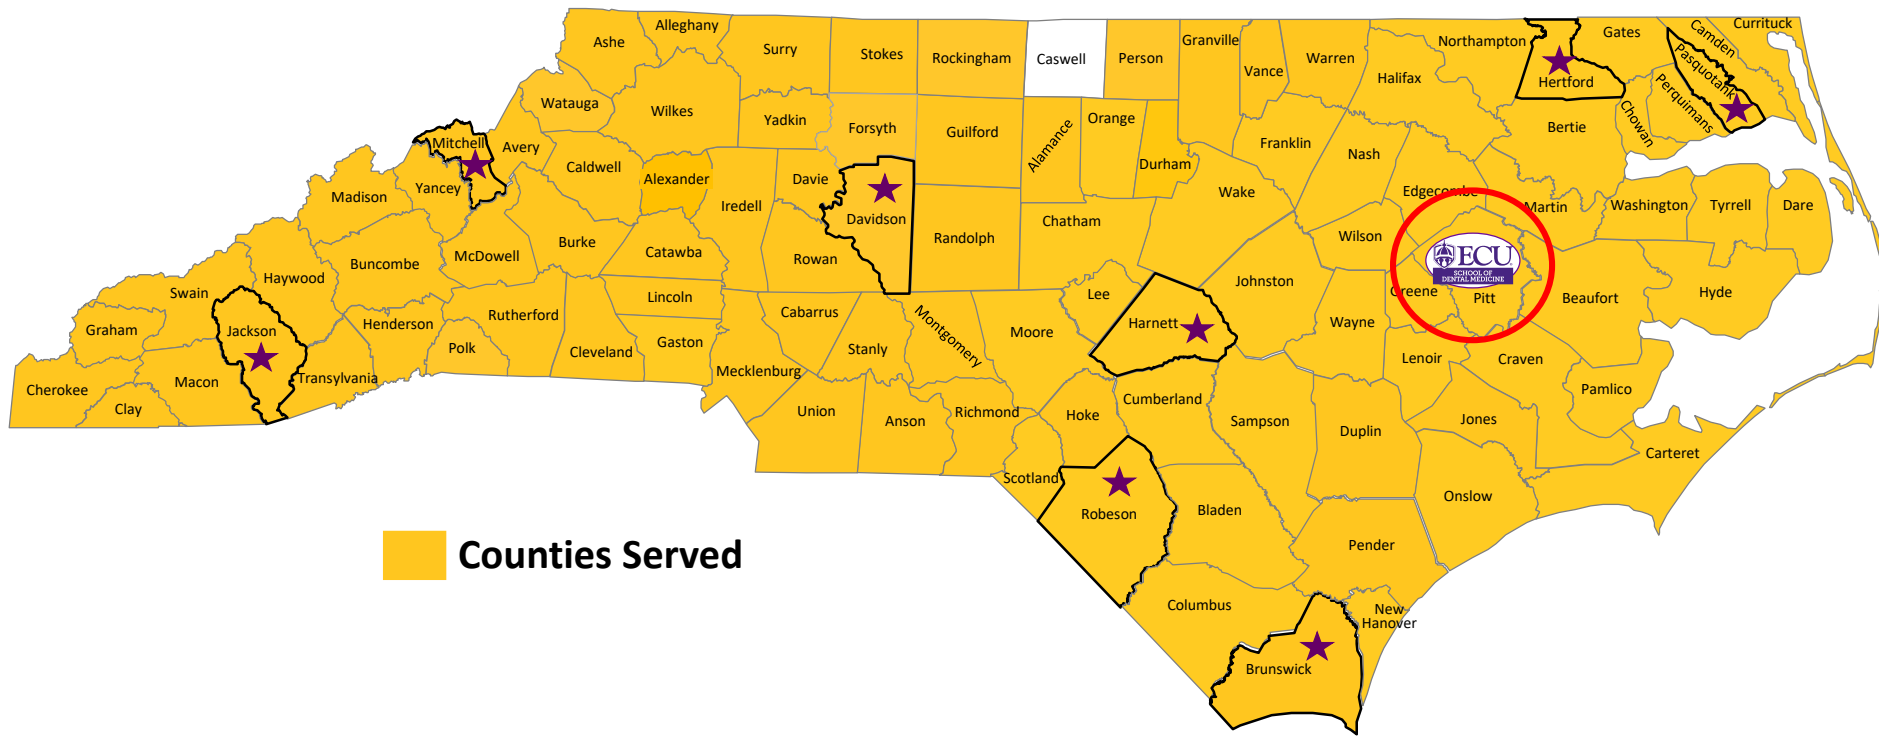 Alleghany
Ashe
Surry
Stokes
Rockingham
Caswell
Person
Granville
Vance
Warren
Northampton
Halifax
Hertford
Gates
Camden
Currituck
Pasquotank
Perquimans
Chowan
Bertie
Watauga
Wilkes
Yadkin
Forsyth
Guilford
Alamance
Orange
Durham
Franklin
Nash
Edgecombe
Mitchell
Avery
Caldwell
Alexander
Davie
Iredell
Davidson
Randolph
Chatham
Wake
Wilson
Martin
Washington
Tyrrell
Dare
Madison
Yancey
McDowell
Burke
Catawba
Rowan
Buncombe
Haywood
Swain
Graham
Jackson
Cherokee
Clay
Macon
Transylvania
Henderson
Polk
Rutherford
Cleveland
Lincoln
Gaston
Mecklenburg
Cabarrus
Stanly
Montgomery
Moore
Lee
Harnett
Johnston
Wayne
Greene
ECU
SCHOOL OF
DENTAL MEDICINE
Pitt
Beaufort
Hyde
Lenoir
Craven
Pamlico
Jones
Carteret
Union
Anson
Richmond
Hoke
Cumberland
Sampson
Duplin
Onslow
Scotland
Robeson
Bladen
Pender
Columbus
New
Hanover
Brunswick
Counties Served